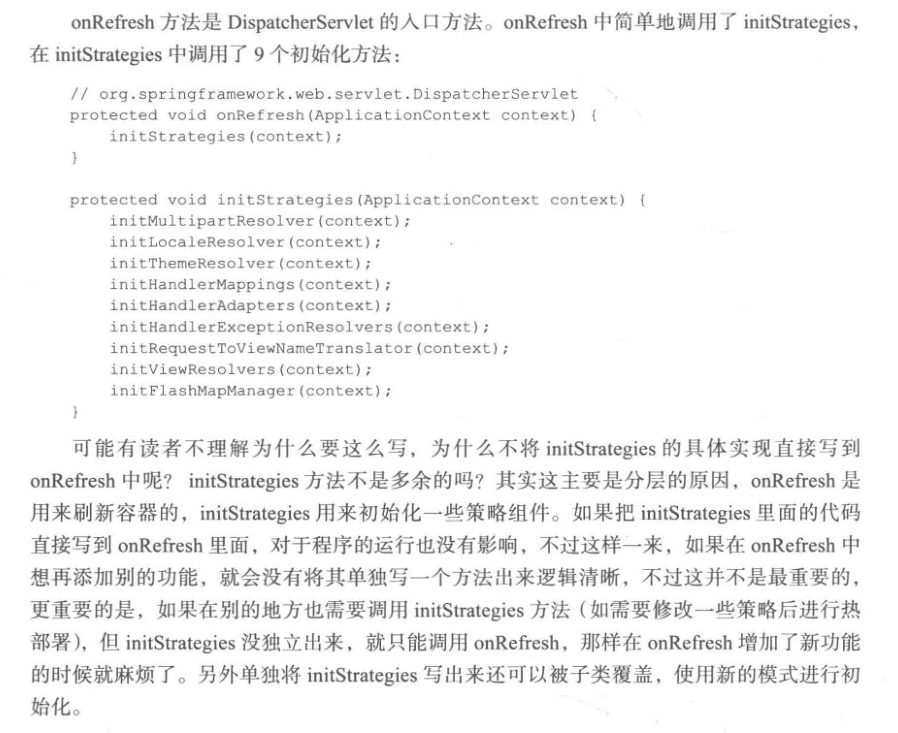 onRefresh 方法是 DispatcherServlet 的入口方法。onRefresh 中简单地调用了 initStrategies，
在 initStrategies 中调用了 9 个初始化方法：
// org.springframework.web.servlet.DispatcherServlet
protected void onRefresh(ApplicationContext context) {
    initStrategies(context);
}
protected void initStrategies(ApplicationContext context) {
    initMultipartResolver(context);
    initLocaleResolver(context);
    initThemeResolver(context);
    initHandlerMappings(context);
    initHandlerAdapters(context);
    initHandlerExceptionResolvers(context);
    initRequestToViewNameTranslator(context);
    initViewResolvers(context);
    initFlashMapManager(context);
}
可能有读者不理解为什么要这么写，为什么不将 initStrategies 的具体实现直接写到
onRefresh 中呢？ initStrategies 方法不是多余的吗？其实这主要是分层的原因，onRefresh 是
用来刷新容器的，initStrategies 用来初始化一些策略组件。如果把 initStrategies 里面的代码
直接写到 onRefresh 里面，对于程序的运行也没有影响，不过这样一来，如果在 onRefresh 中
想再添加别的功能，就会没有将其单独写一个方法出来逻辑清晰，不过这并不是最重要的，
更重要的是，如果在别的地方也需要调用 initStrategies 方法（如需要修改一些策略后进行热
部署），但 initStrategies 没独立出来，就只能调用 onRefresh，那样在 onRefresh 增加了新功能
的时候就麻烦了。另外单独将 initStrategies 写出来还可以被子类覆盖，使用新的模式进行初
始化。